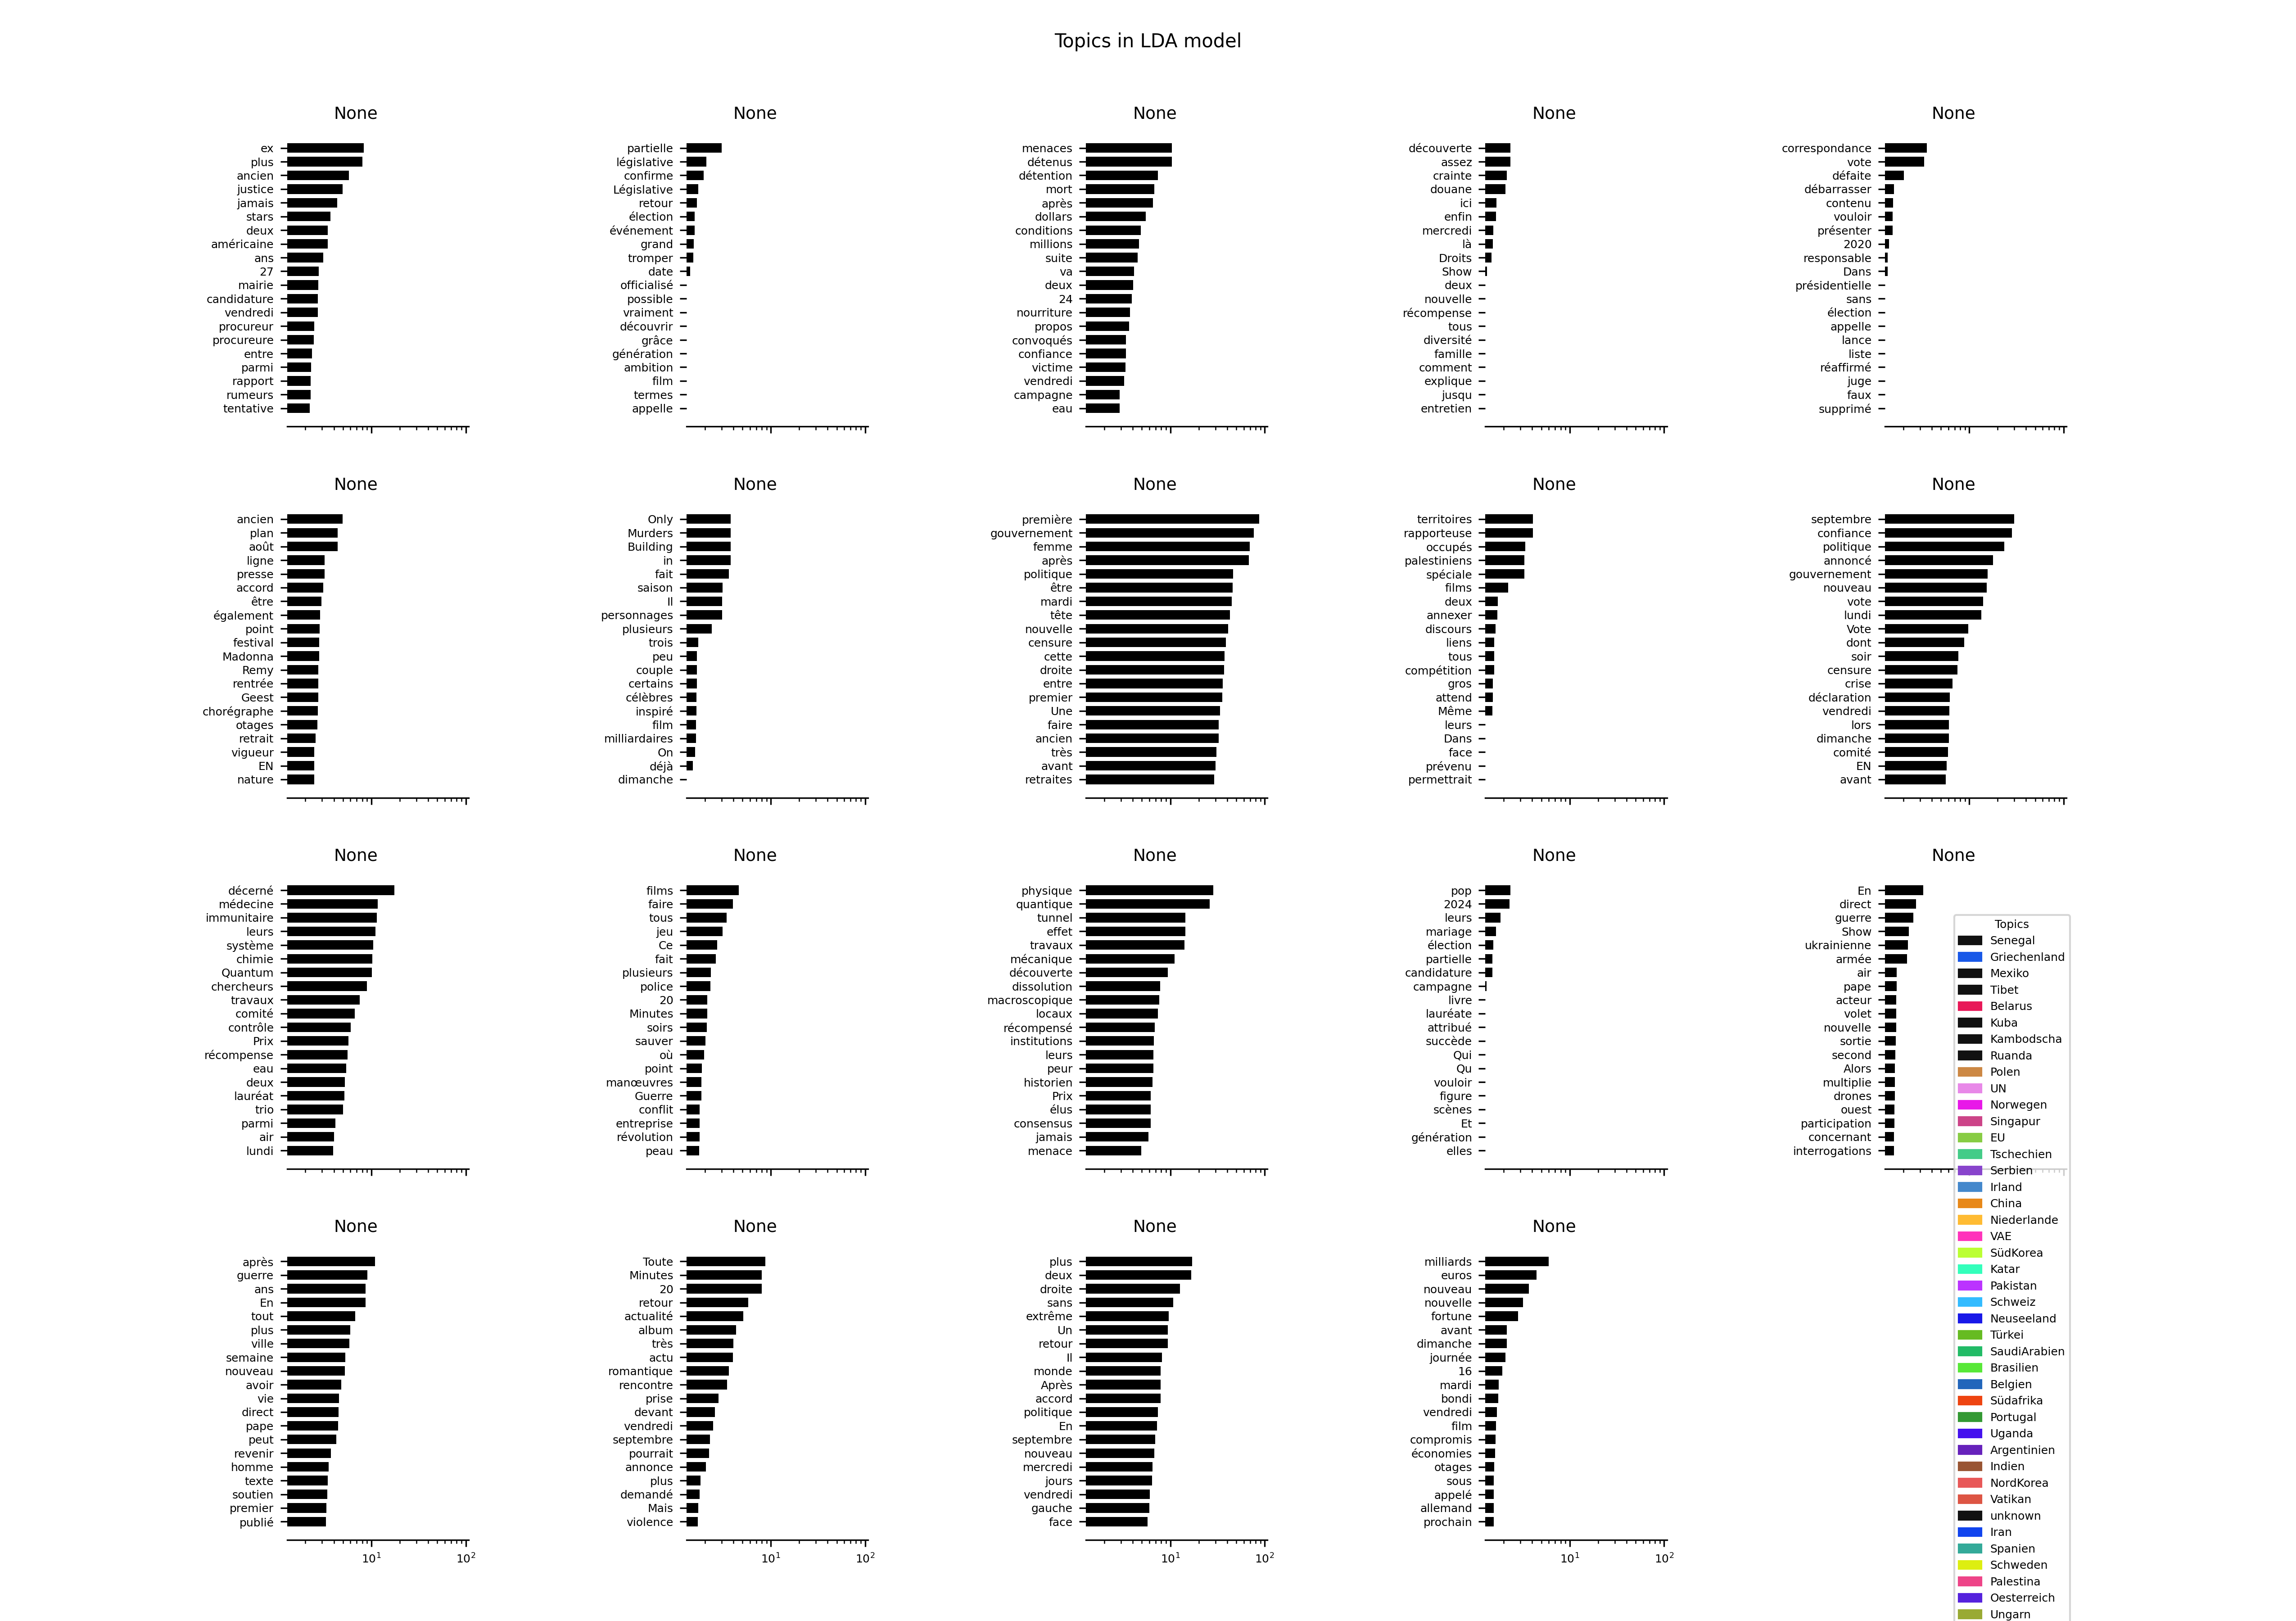 Topics in LDA model
None
ex
plus
ancien
justice
jamais
stars
deux
américaine
ans
27
mairie
candidature
vendredi
procureur
procureure
entre
parmi
rapport
rumeurs
tentative
None
partielle
législative
confirme
Législative
retour
élection
événement
grand
tromper
date
officialisé
possible
vraiment
découvrir
grâce
génération
ambition
film
termes
appelle
None
menaces
détenus
détention
mort
après
dollars
conditions
millions
suite
va
deux
24
nourriture
propos
convoqués
confiance
victime
vendredi
campagne
eau
None
découverte
assez
crainte
douane
ici
enfin
mercredi
là
Droits
Show
deux
nouvelle
récompense
tous
diversité
famille
comment
explique
jusqu
entretien
None
correspondance
vote
défaite
débarrasser
contenu
vouloir
présenter
2020
responsable
Dans
présidentielle
sans
élection
appelle
lance
liste
réaffirmé
juge
faux
supprimé
None
ancien
plan
août
ligne
presse
accord
être
également
point
festival
Madonna
Remy
rentrée
Geest
chorégraphe
otages
retrait
vigueur
EN
nature
None
Only
Murders
Building
in
fait
saison
Il
personnages
plusieurs
trois
peu
couple
certains
célèbres
inspiré
film
milliardaires
On
déjà
dimanche
None
première
gouvernement
femme
après
politique
être
mardi
tête
nouvelle
censure
cette
droite
entre
premier
Une
faire
ancien
très
avant
retraites
None
territoires
rapporteuse
occupés
palestiniens
spéciale
films
deux
annexer
discours
liens
tous
compétition
gros
attend
Même
leurs
Dans
face
prévenu
permettrait
None
septembre
confiance
politique
annoncé
gouvernement
nouveau
vote
lundi
Vote
dont
soir
censure
crise
déclaration
vendredi
lors
dimanche
comité
EN
avant
None
décerné
médecine
immunitaire
leurs
système
chimie
Quantum
chercheurs
travaux
comité
contrôle
Prix
récompense
eau
deux
lauréat
trio
parmi
air
lundi
None
films
faire
tous
jeu
Ce
fait
plusieurs
police
20
Minutes
soirs
sauver
où
point
manœuvres
Guerre
conflit
entreprise
révolution
peau
None
physique
quantique
tunnel
effet
travaux
mécanique
découverte
dissolution
macroscopique
locaux
récompensé
institutions
leurs
peur
historien
Prix
élus
consensus
jamais
menace
None
pop
2024
leurs
mariage
élection
partielle
candidature
campagne
livre
lauréate
attribué
succède
Qui
Qu
vouloir
figure
scènes
Et
génération
elles
None
En
direct
guerre
Show
ukrainienne
armée
air
pape
acteur
volet
nouvelle
sortie
second
Alors
multiplie
drones
ouest
participation
concernant
interrogations
None
après
guerre
ans
En
tout
plus
ville
semaine
nouveau
avoir
vie
direct
pape
peut
revenir
homme
texte
soutien
premier
publié
10¹ 10²
None
Toute
Minutes
20
retour
actualité
album
très
actu
romantique
rencontre
prise
devant
vendredi
septembre
pourrait
annonce
plus
demandé
Mais
violence
10¹ 10²
None
plus
deux
droite
sans
extrême
Un
retour
Il
monde
Après
accord
politique
En
septembre
nouveau
mercredi
jours
vendredi
gauche
face
10¹ 10²
None
milliards
euros
nouveau
nouvelle
fortune
avant
dimanche
journée
16
mardi
bondi
vendredi
film
compromis
économies
otages
sous
appelé
allemand
prochain
10¹ 10²
Topics
Senegal
Griechenland
Mexiko
Tibet
Belarus
Kuba
Kambodscha
Ruanda
Polen
UN
Norwegen
Singapur
EU
Tschechien
Serbien
Irland
China
Niederlande
VAE
SüdKorea
Katar
Pakistan
Schweiz
Neuseeland
Türkei
SaudiArabien
Brasilien
Belgien
Südafrika
Portugal
Uganda
Argentinien
Indien
NordKorea
Vatikan
unknown
Iran
Spanien
Schweden
Palestina
Oesterreich
Ungarn